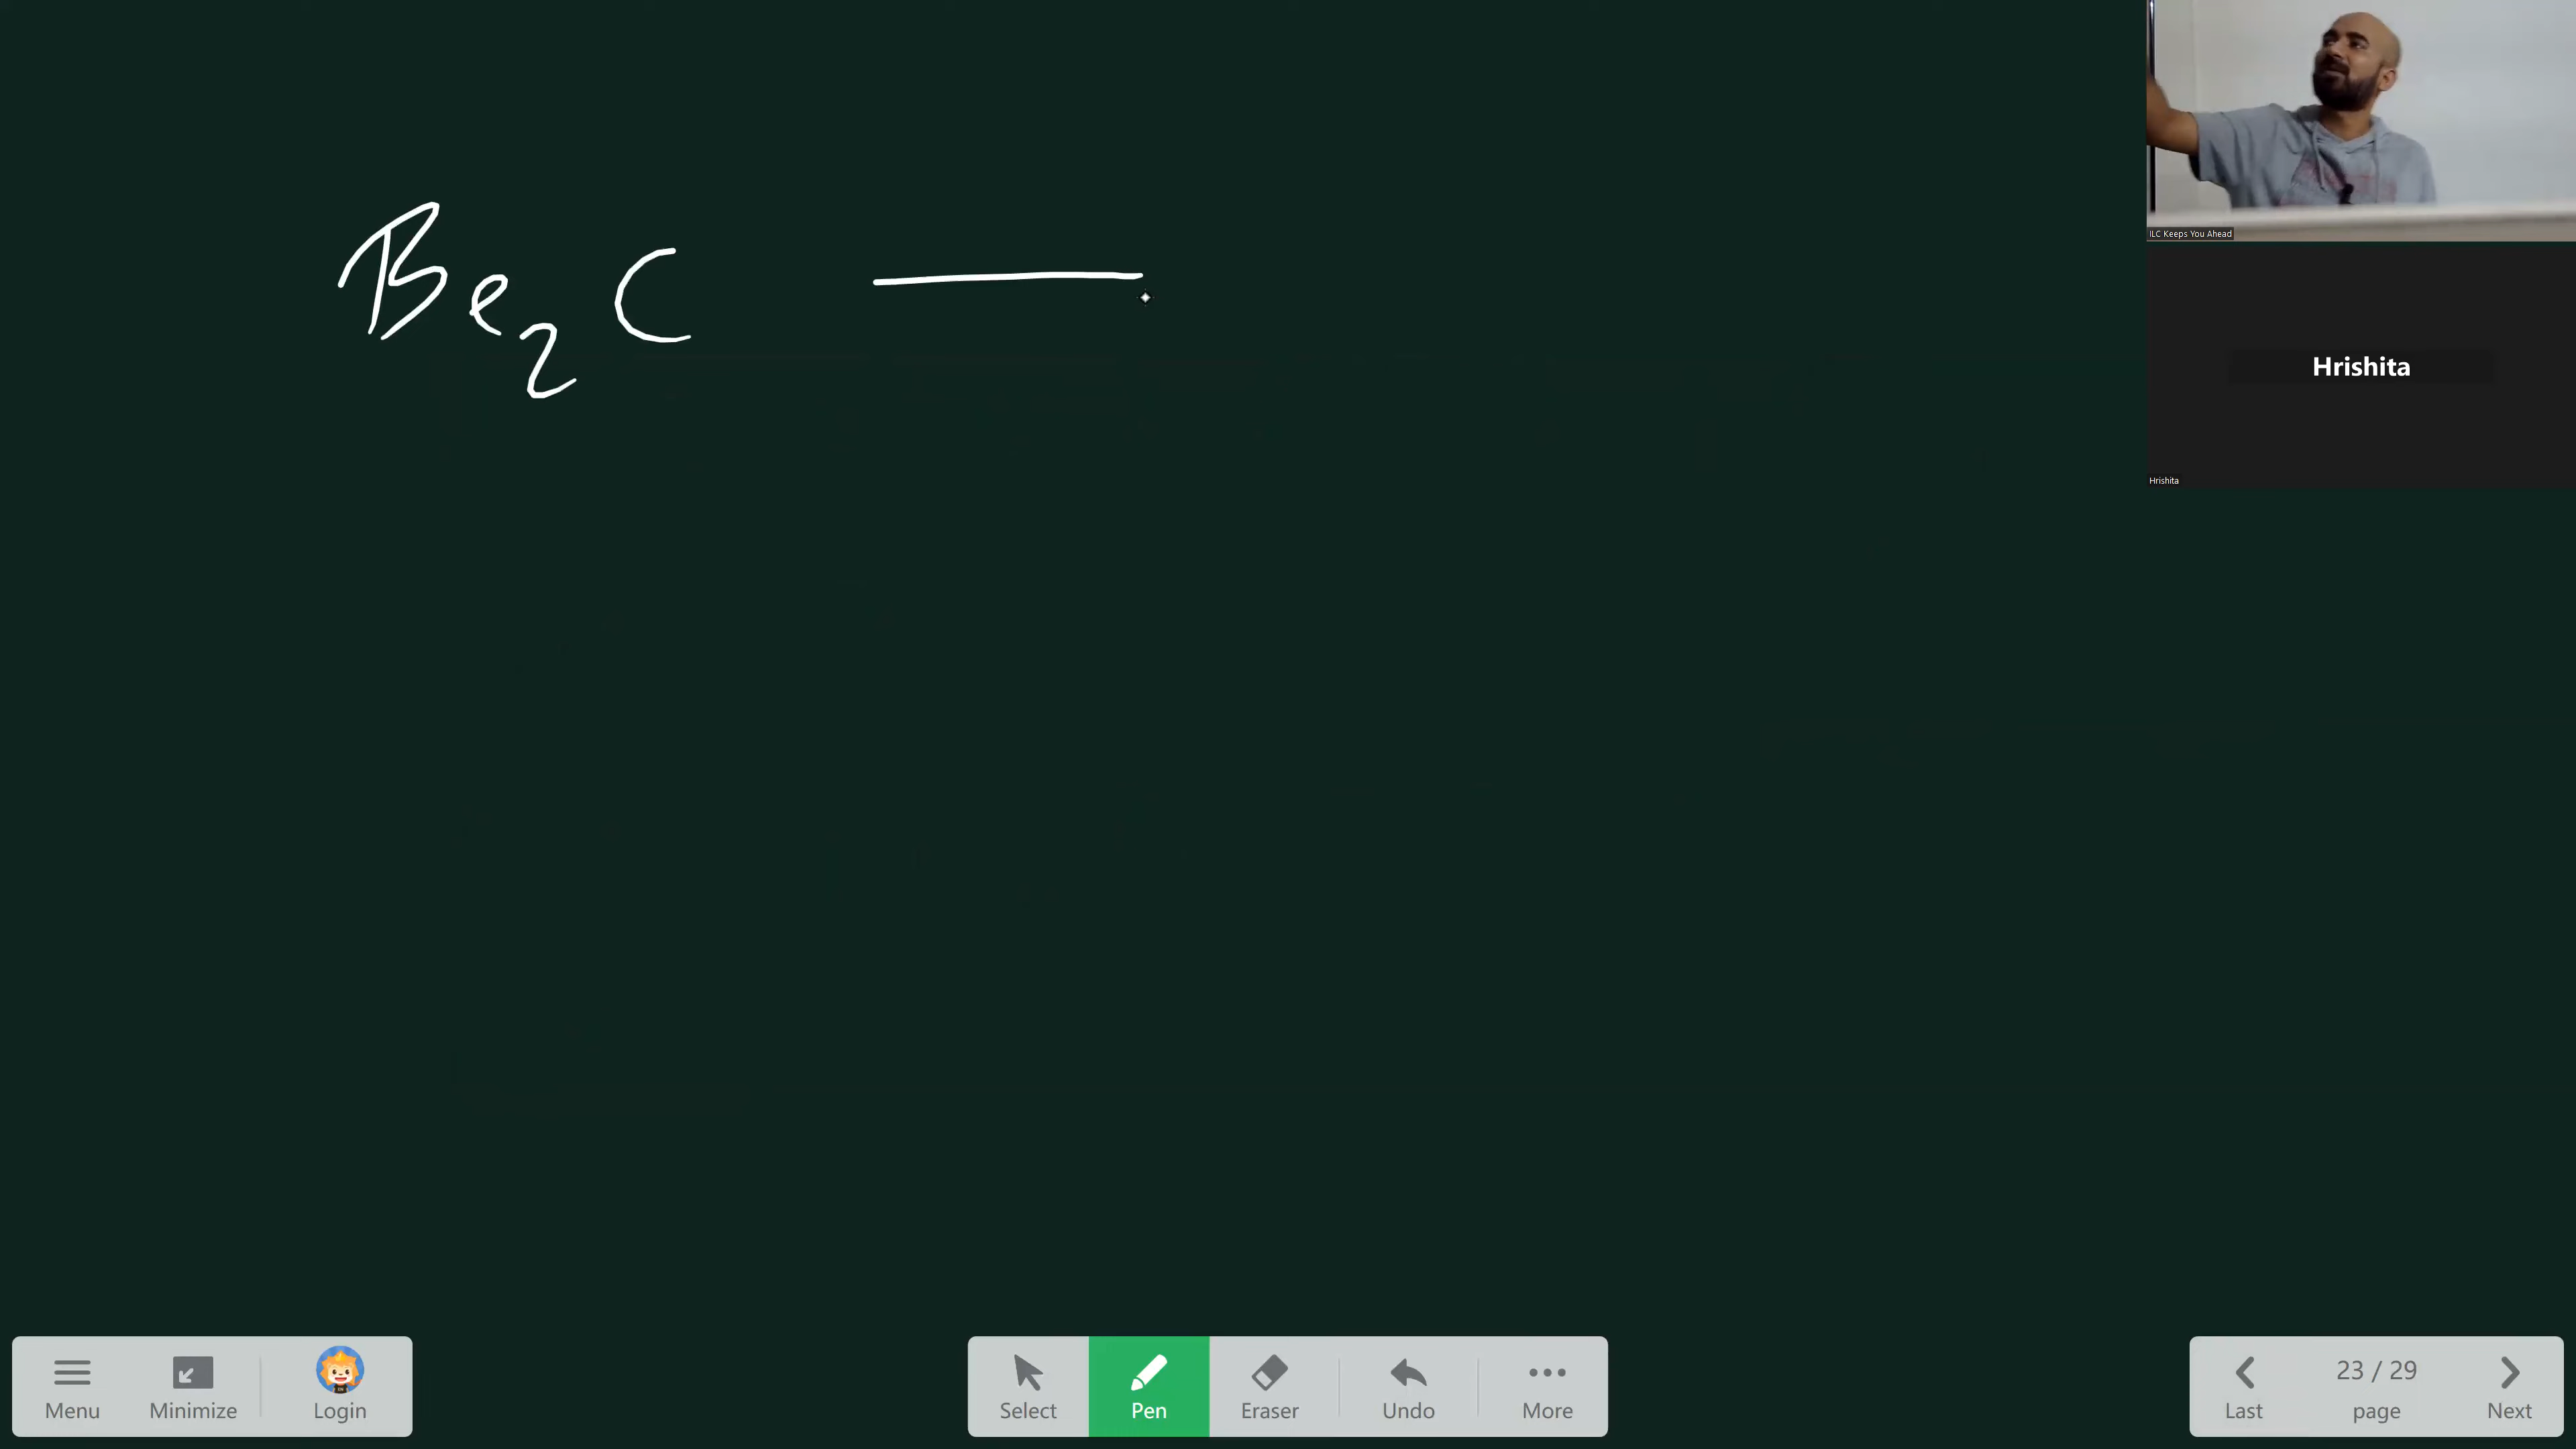 Be₂C
ILC Keeps You Ahead
Hrishita
Hrishita
Menu
Minimize
Login
Select
Pen
Eraser
Undo
More
Last
23 / 29
page
Next